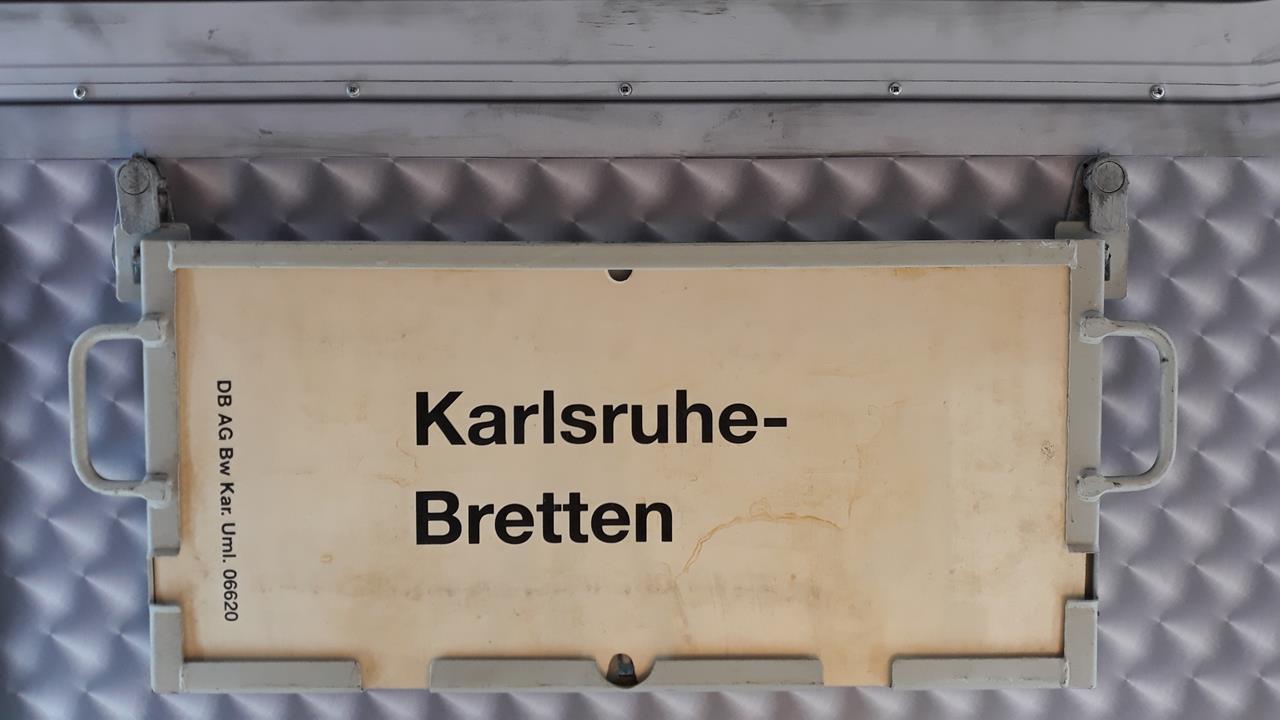 Karlsruhe-
Bretten
DB AG Bw Kar. Uml. 06620